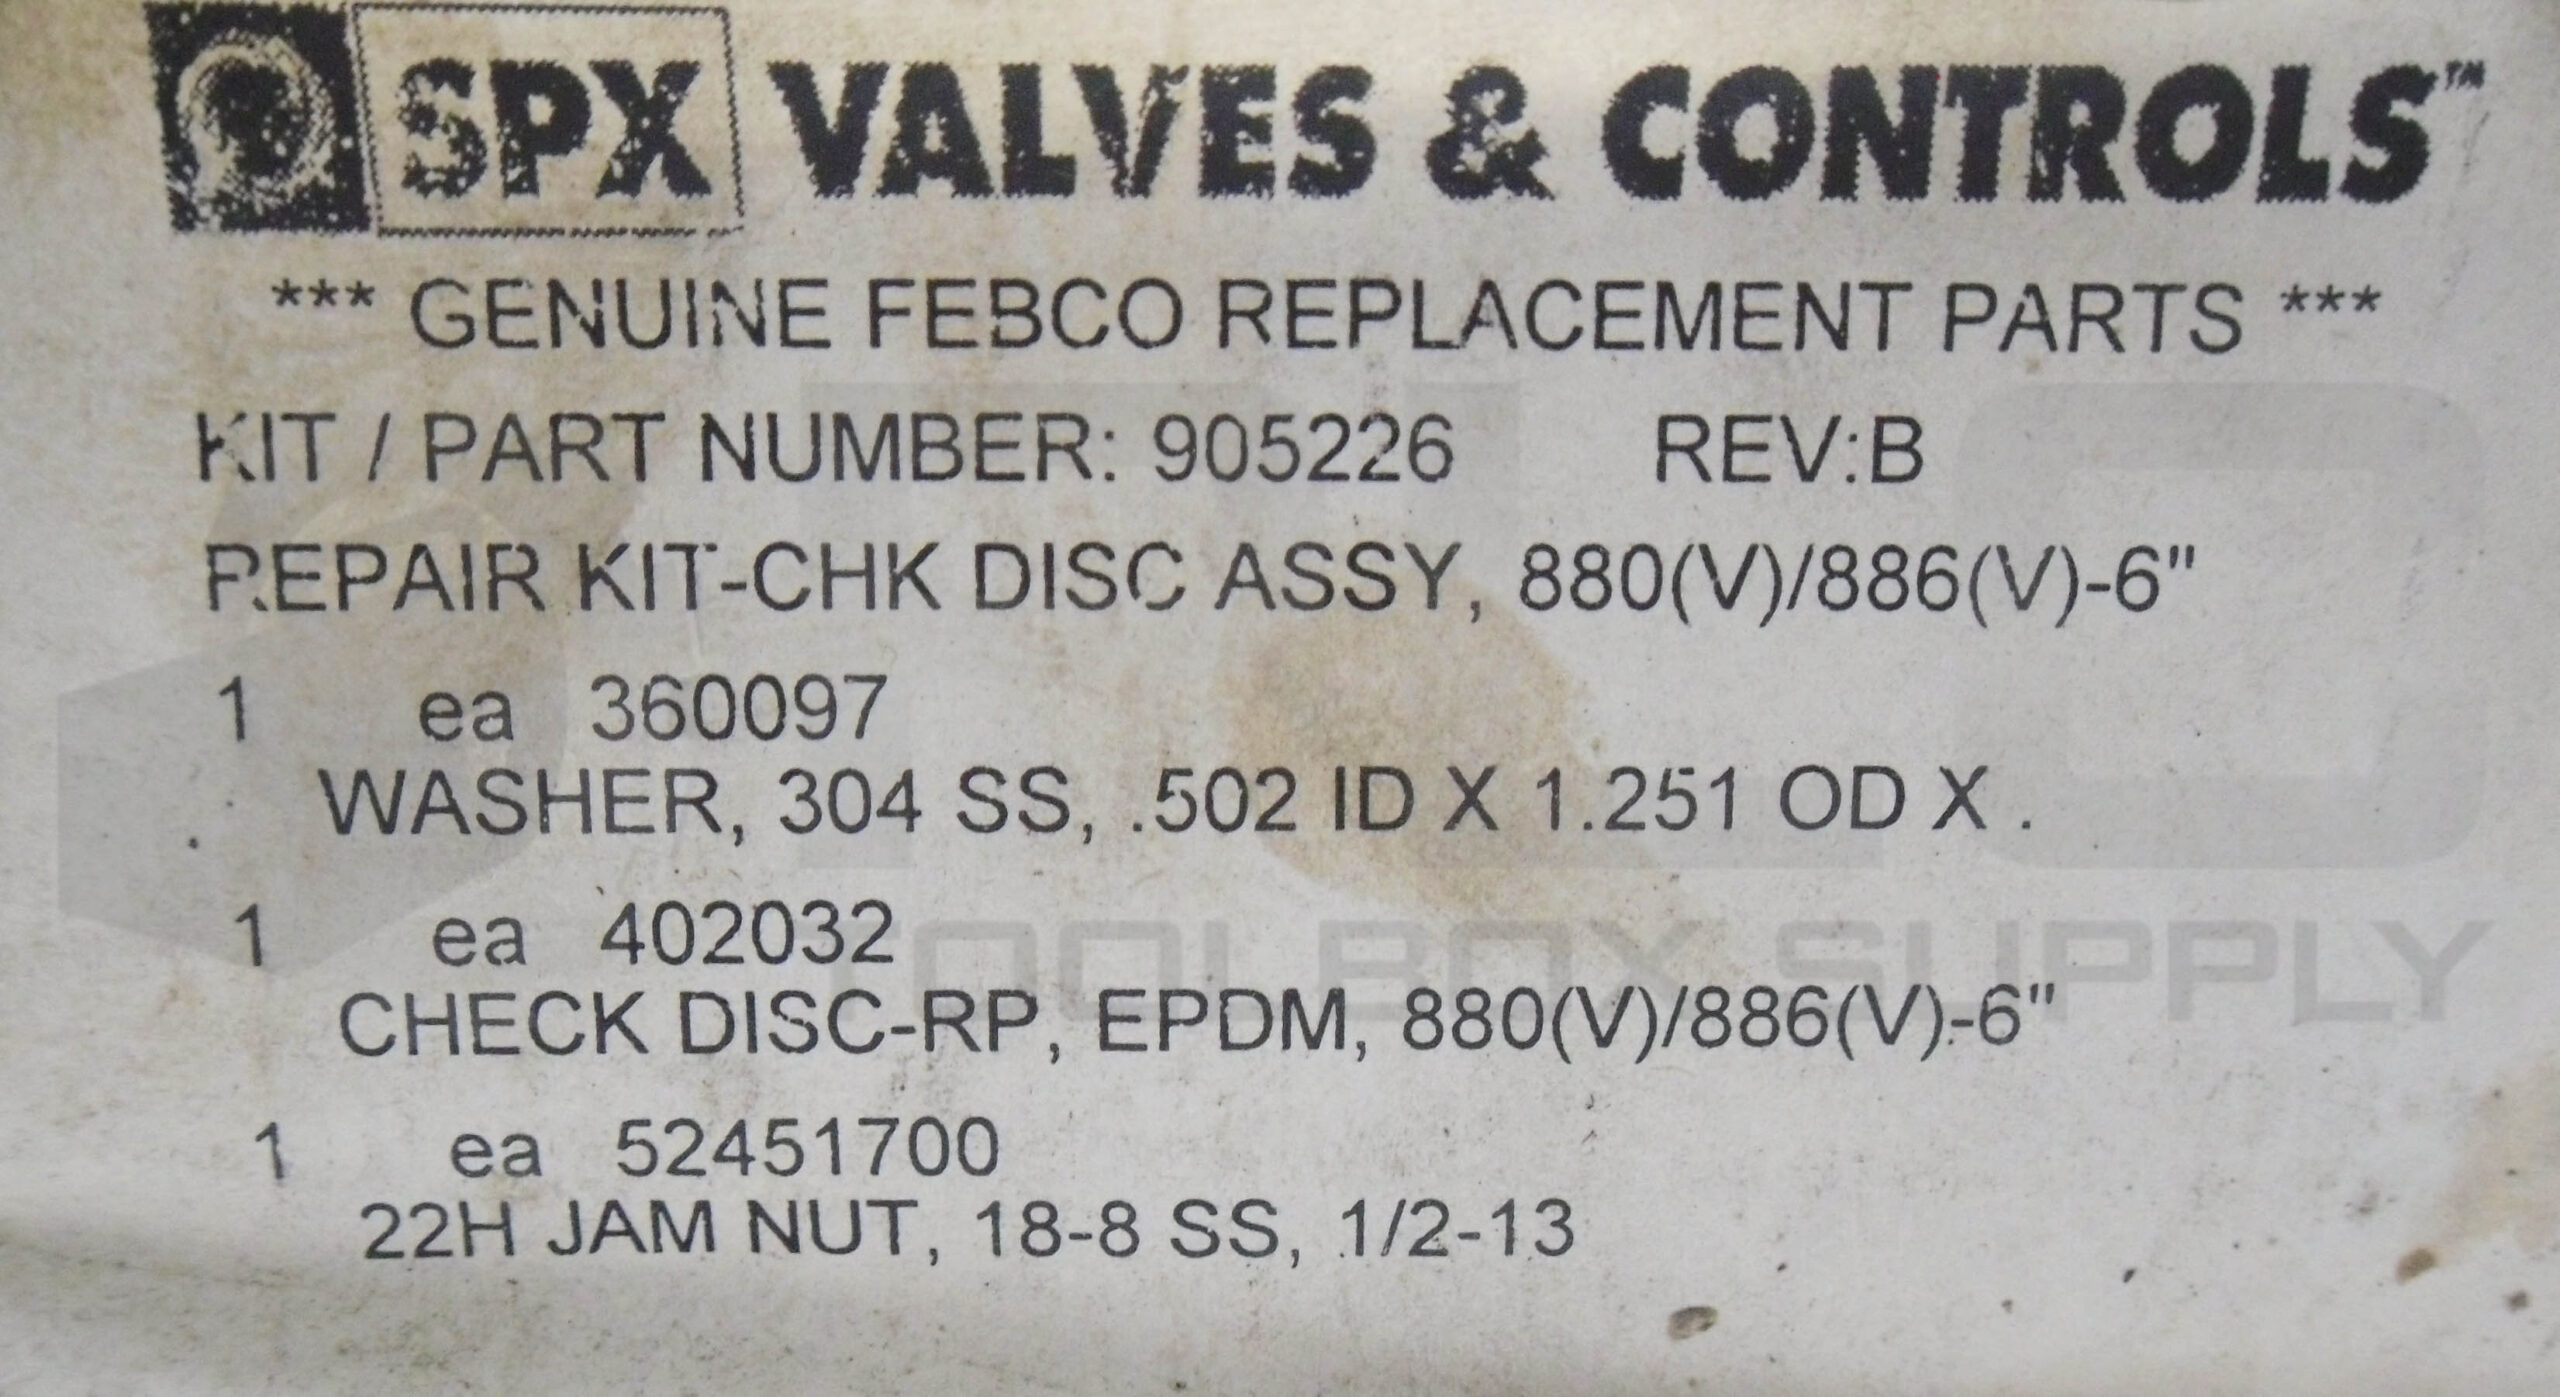 SPX VALVES & CONTROLS™
*** GENUINE FEBCO REPLACEMENT PARTS ***
KIT / PART NUMBER: 905226 REV:B
REPAIR KIT-CHK DISC ASSY, 880(V)/886(V)-6"
1 ea 360097
WASHER, 304 SS, .502 ID X 1.251 OD X .
1 ea 402032
CHECK DISC-RP, EPDM, 880(V)/886(V)-6"
1 ea 52451700
22H JAM NUT, 18-8 SS, 1/2-13
TOOLBOX SUPPLY